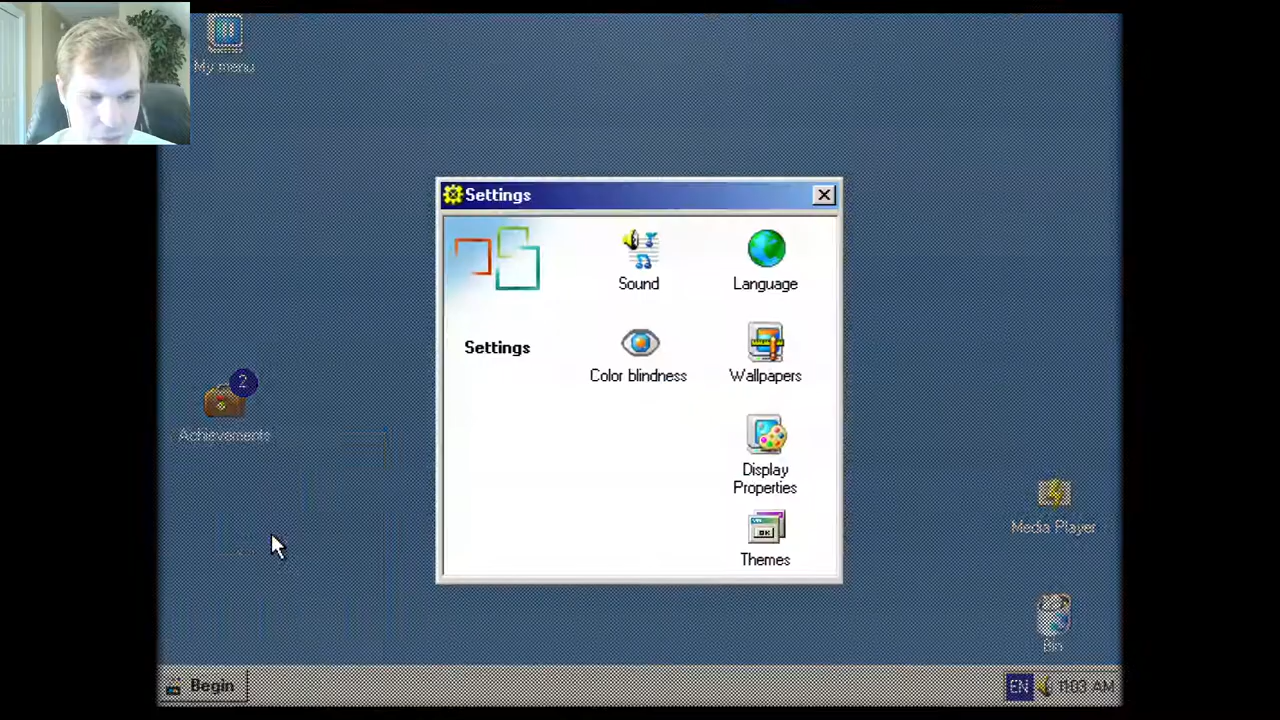 My menu
Settings
Sound
Language
Settings
Color blindness
Wallpapers
2
Achievements
Display
Properties
Media Player
Themes
Bin
Begin
EN
11:03 AM